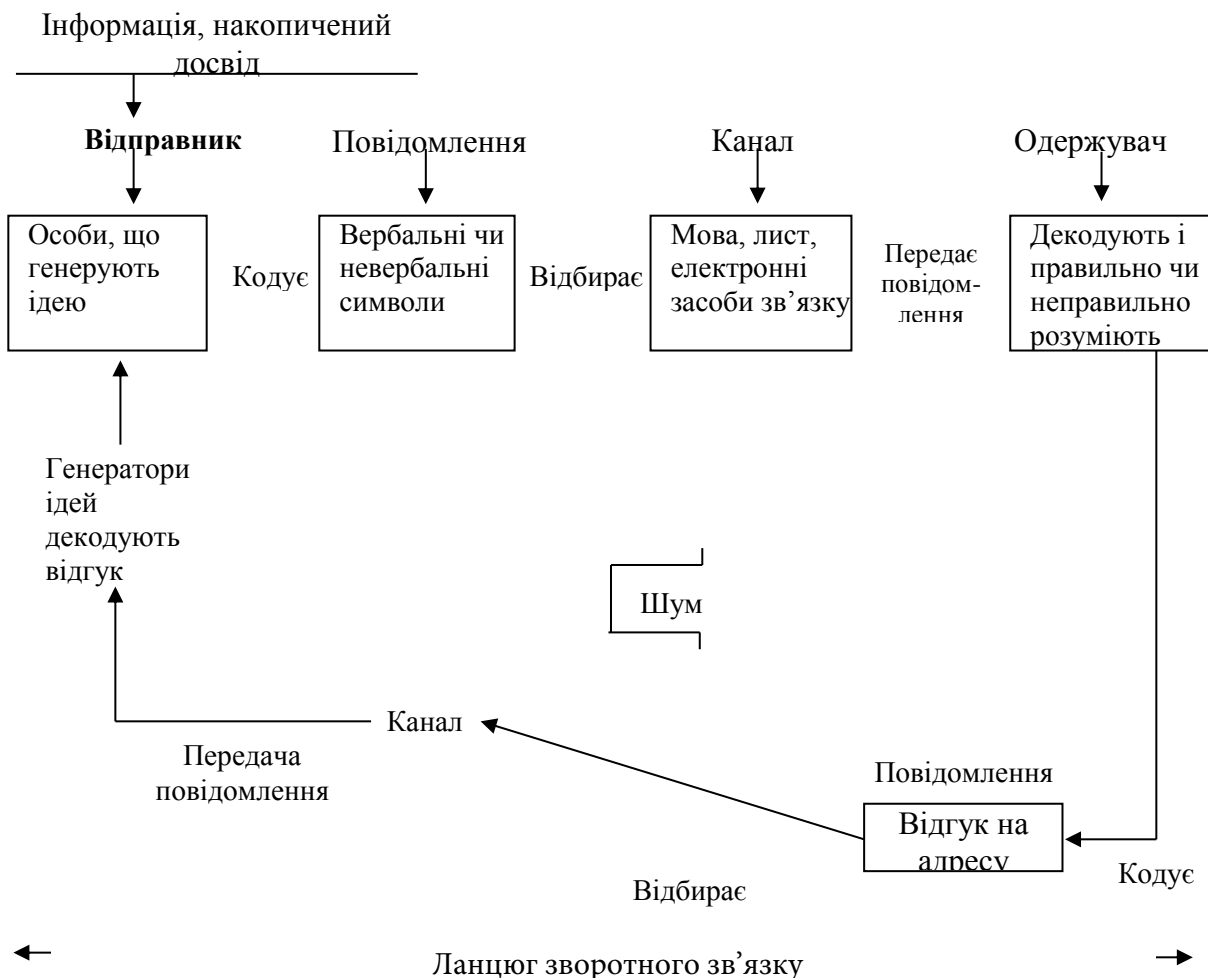 Інформація, накопичений
досвід
Відправник
Повідомлення
Канал
Одержувач
Особи, що
генерують
ідею
Кодує
Вербальні чи
невербальні
символи
Відбирає
Мова, лист,
електронні
засоби зв’язку
Передає
повідом-
лення
Декодують і
правильно чи
неправильно
розуміють
Генератори
ідей
декодують
відгук
Шум
Канал
Передача
повідомлення
Повідомлення
Відгук на
адресу
Кодує
Відбирає
Ланцюг зворотного зв’язку